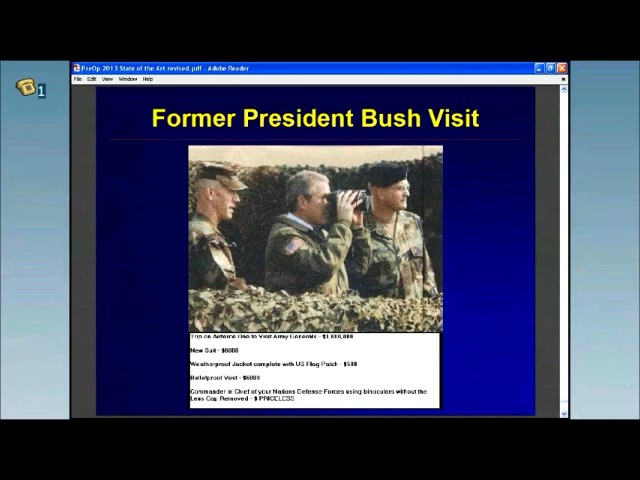 PreOp 2013 State of the Art revised.pdf - Adobe Reader
File Edit View Window Help
1
Former President Bush Visit
Trip on Airforce One to Visit Army Generals - $1,000,000
New Suit - $6000
Weatherproof Jacket complete with US Flag Patch - $500
Bulletproof Vest - $6000
Commander in Chief of your Nations Defense Forces using binoculars without the
Lens Cap Removed - $ PRICELESS